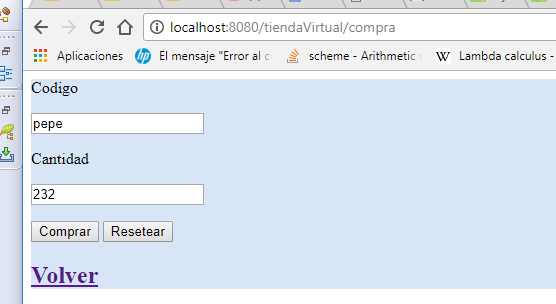 localhost:8080/tiendaVirtual/compra
Aplicaciones hp El mensaje "Error al c scheme - Arithmetic W Lambda calculus -
Codigo
pepe
Cantidad
232
Comprar Resetear
Volver